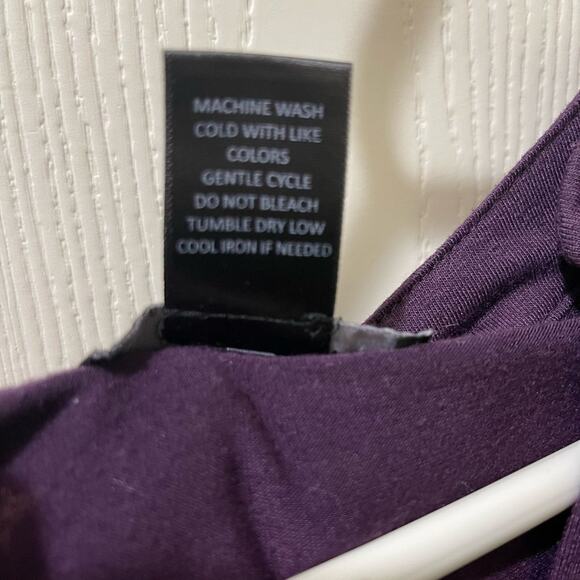 MACHINE WASH
COLD WITH LIKE
COLORS
GENTLE CYCLE
DO NOT BLEACH
TUMBLE DRY LOW
COOL IRON IF NEEDED